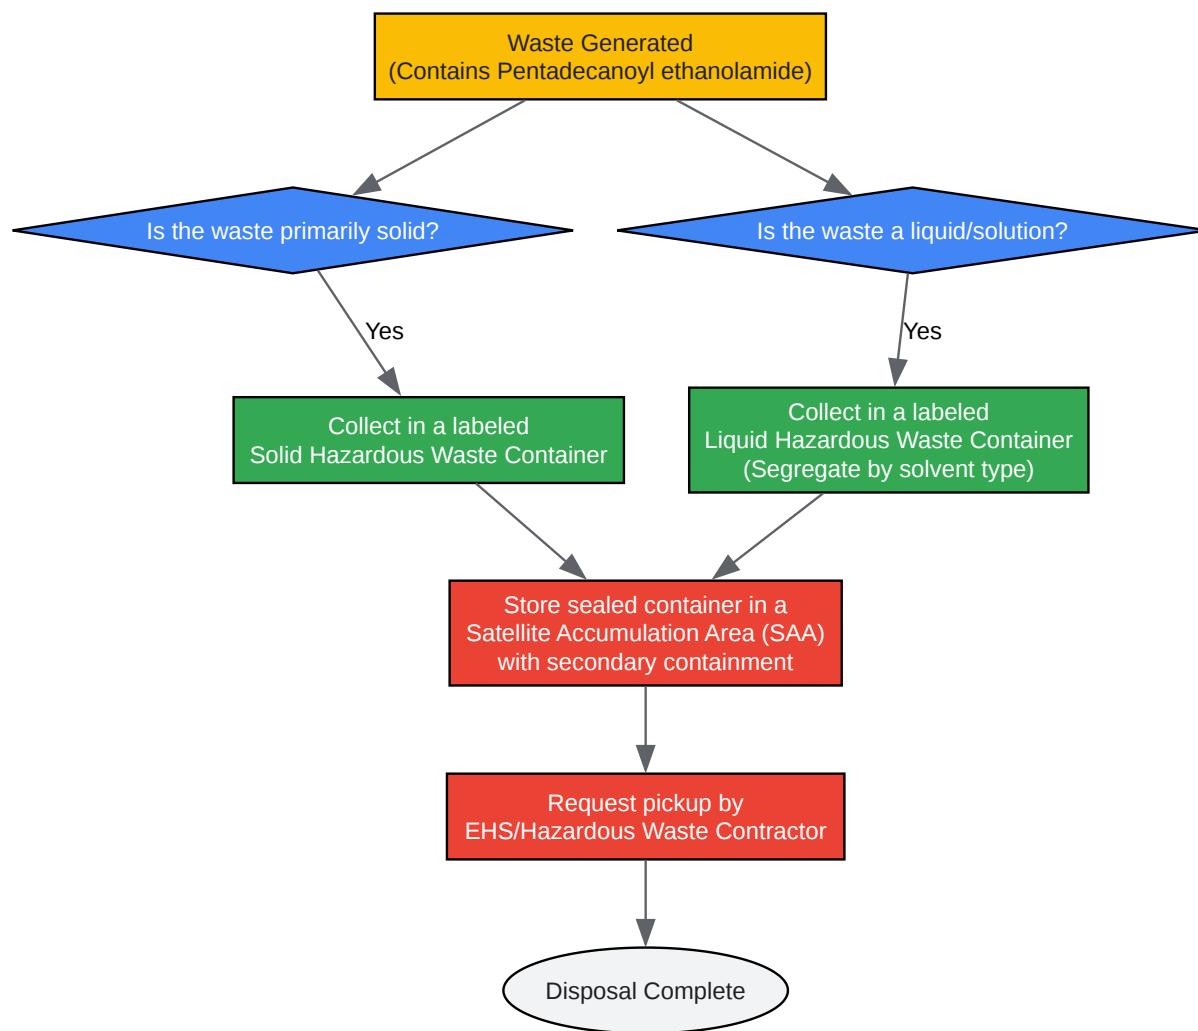 Waste Generated
(Contains Pentadecanoyl ethanolamide)
Is the waste primarily solid?
Is the waste a liquid/solution?
Yes
Yes
Collect in a labeled
Solid Hazardous Waste Container
Collect in a labeled
Liquid Hazardous Waste Container
(Segregate by solvent type)
Store sealed container in a
Satellite Accumulation Area (SAA)
with secondary containment
Request pickup by
EHS/Hazardous Waste Contractor
Disposal Complete